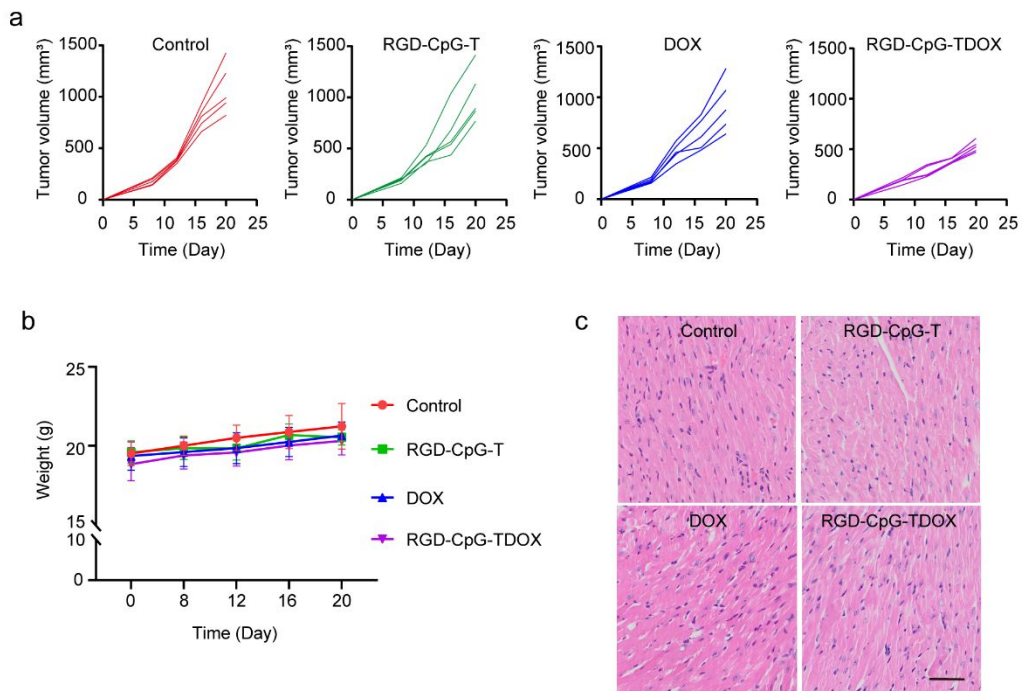 a
Control
RGD-CpG-T
DOX
RGD-CpG-TDOX
Tumor volume (mm³)
1500
1000
500
0
0 5 10 15 20 25
Time (Day)
Tumor volume (mm³)
1500
1000
500
0
0 5 10 15 20 25
Time (Day)
Tumor volume (mm³)
1500
1000
500
0
0 5 10 15 20 25
Time (Day)
Tumor volume (mm³)
1500
1000
500
0
0 5 10 15 20 25
Time (Day)
b
Weight (g)
25
20
15
10
0
0 8 12 16 20
Time (Day)
Control
RGD-CpG-T
DOX
RGD-CpG-TDOX
c
Control
RGD-CpG-T
DOX
RGD-CpG-TDOX